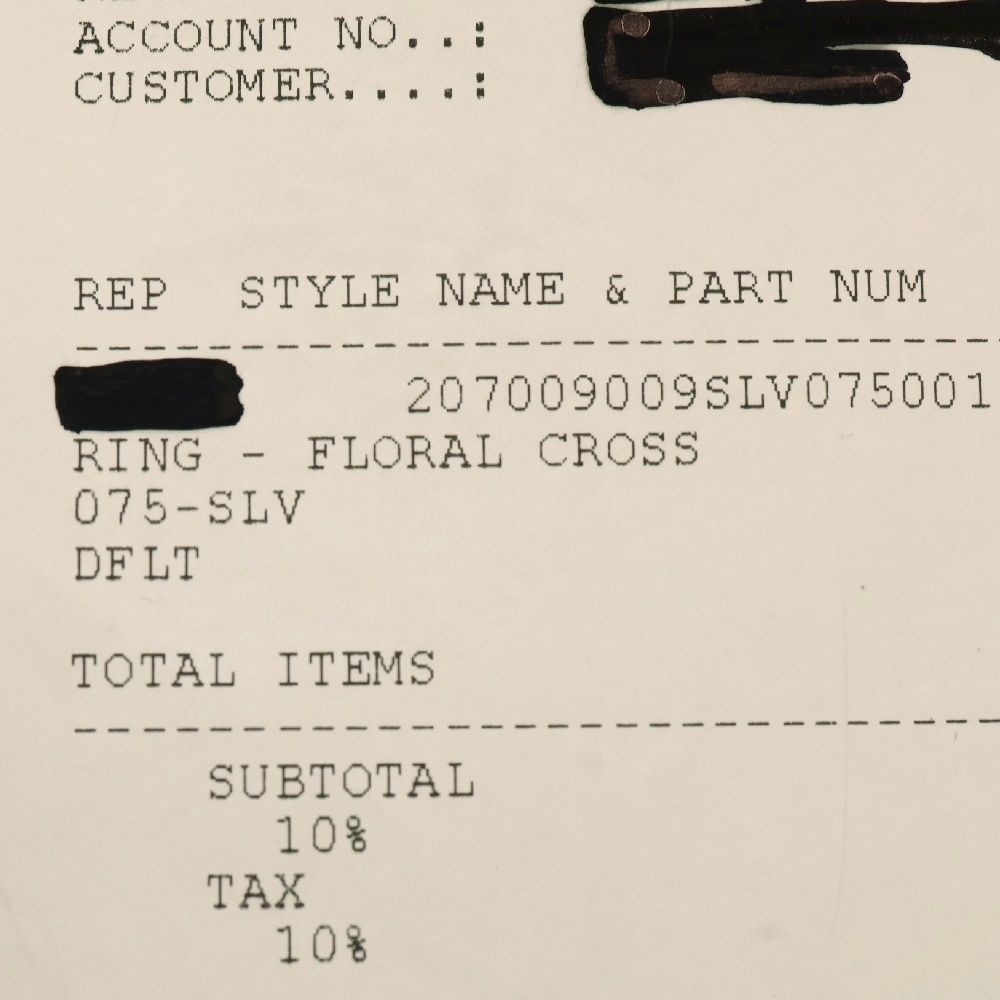 ACCOUNT NO..:
CUSTOMER....:
REP STYLE NAME & PART NUM
207009009SLV075001
RING - FLORAL CROSS
075-SLV
DFLT
TOTAL ITEMS
SUBTOTAL
10%
TAX
10%